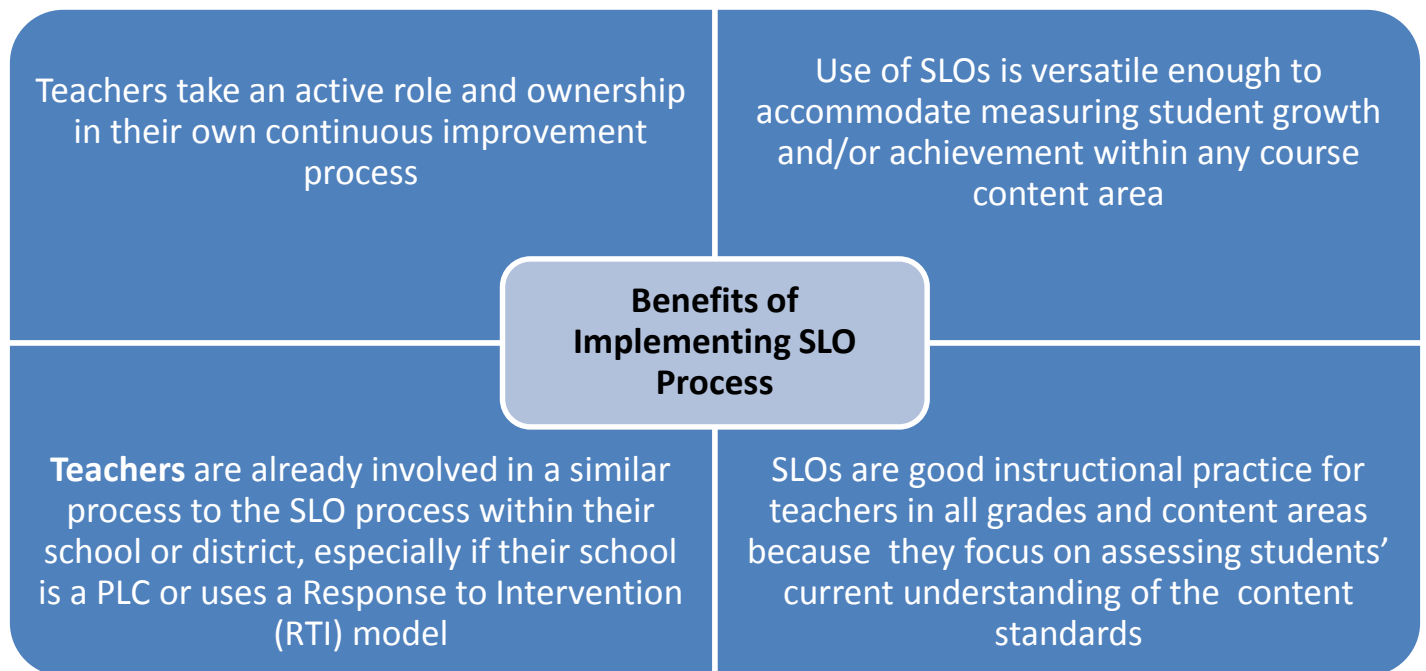 Teachers take an active role and ownership
in their own continuous improvement
process
Use of SLOs is versatile enough to
accommodate measuring student growth
and/or achievement within any course
content area
Benefits of
Implementing SLO
Process
Teachers are already involved in a similar
process to the SLO process within their
school or district, especially if their school
is a PLC or uses a Response to Intervention
(RTI) model
SLOs are good instructional practice for
teachers in all grades and content areas
because  they focus on assessing students’
current understanding of the  content
standards